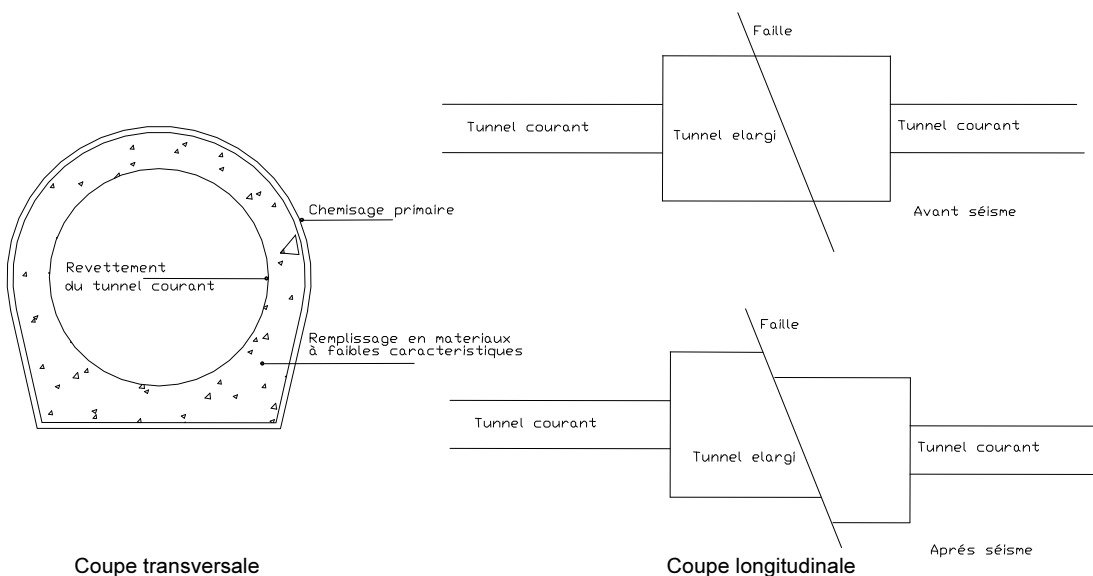 Faille
Tunnel courant
Tunnel elargi
Tunnel courant
Avant séisme
Chemisage primaire
Revettement
du tunnel courant
Remplissage en materiaux
à faibles caracteristiques
Faille
Tunnel courant
Tunnel elargi
Tunnel courant
Aprés séisme
Coupe transversale
Coupe longitudinale